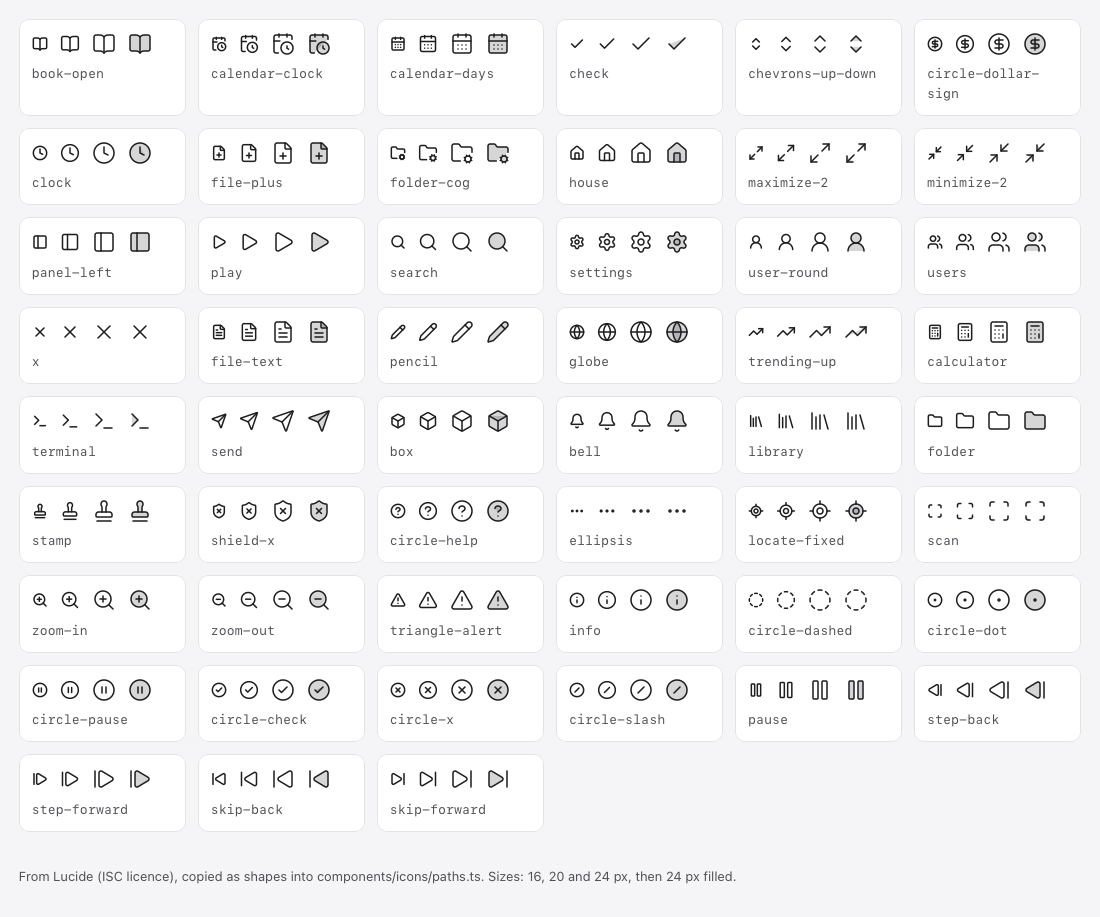 book-open
calendar-clock
calendar-days
check
chevrons-up-down
circle-dollar-
sign
clock
file-plus
folder-cog
house
maximize-2
minimize-2
panel-left
play
search
settings
user-round
users
x
file-text
pencil
globe
trending-up
calculator
terminal
send
box
bell
library
folder
stamp
shield-x
circle-help
ellipsis
locate-fixed
scan
zoom-in
zoom-out
triangle-alert
info
circle-dashed
circle-dot
circle-pause
circle-check
circle-x
circle-slash
pause
step-back
step-forward
skip-back
skip-forward
From Lucide (ISC licence), copied as shapes into components/icons/paths.ts. Sizes: 16, 20 and 24 px, then 24 px filled.